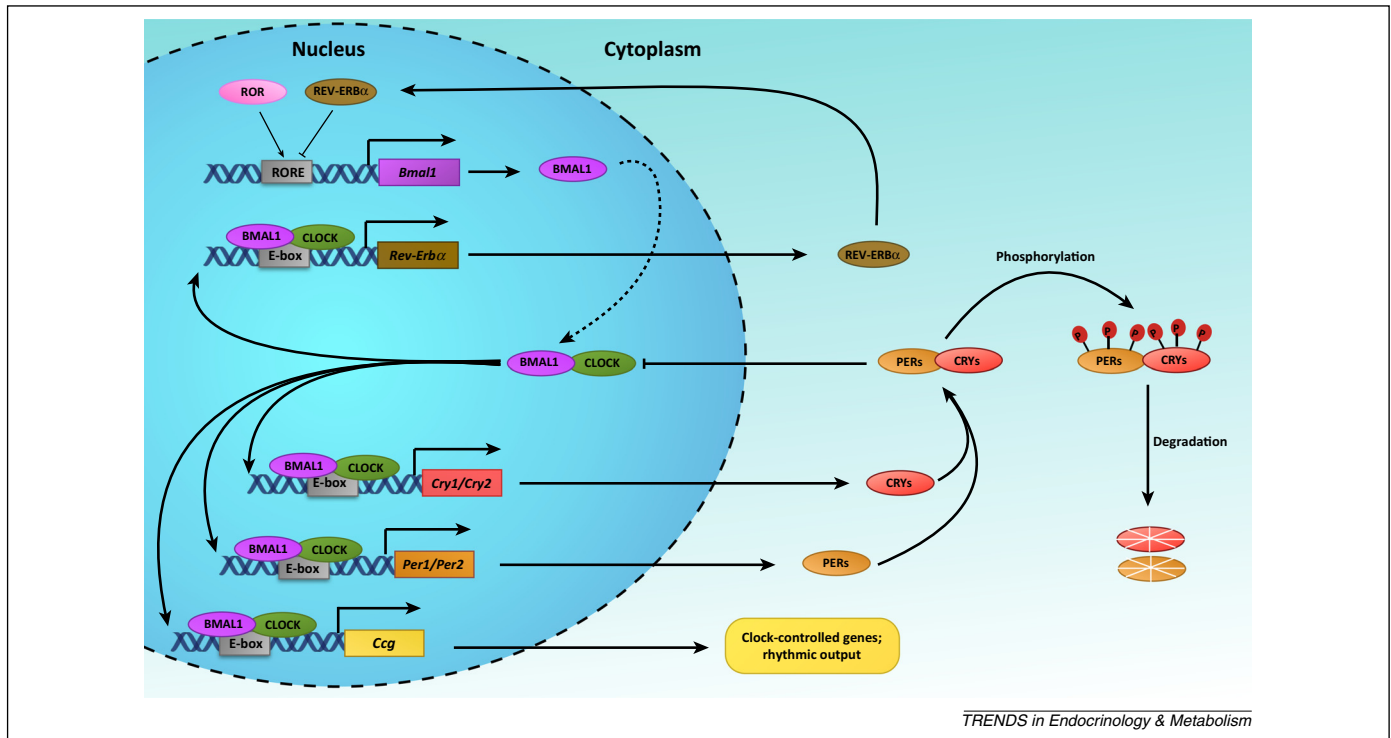 Nucleus
Cytoplasm
ROR
REV-ERBα
RORE
Bmal1
BMAL1
BMAL1
CLOCK
E-box
Rev-Erbα
REV-ERBα
Phosphorylation
P
P
P
P
P
P
PERs
CRYs
BMAL1
CLOCK
PERs
CRYs
Degradation
BMAL1
CLOCK
E-box
Cry1/Cry2
CRYs
BMAL1
CLOCK
E-box
Per1/Per2
PERs
BMAL1
CLOCK
E-box
Ccg
Clock-controlled genes;
rhythmic output
TRENDS in Endocrinology & Metabolism